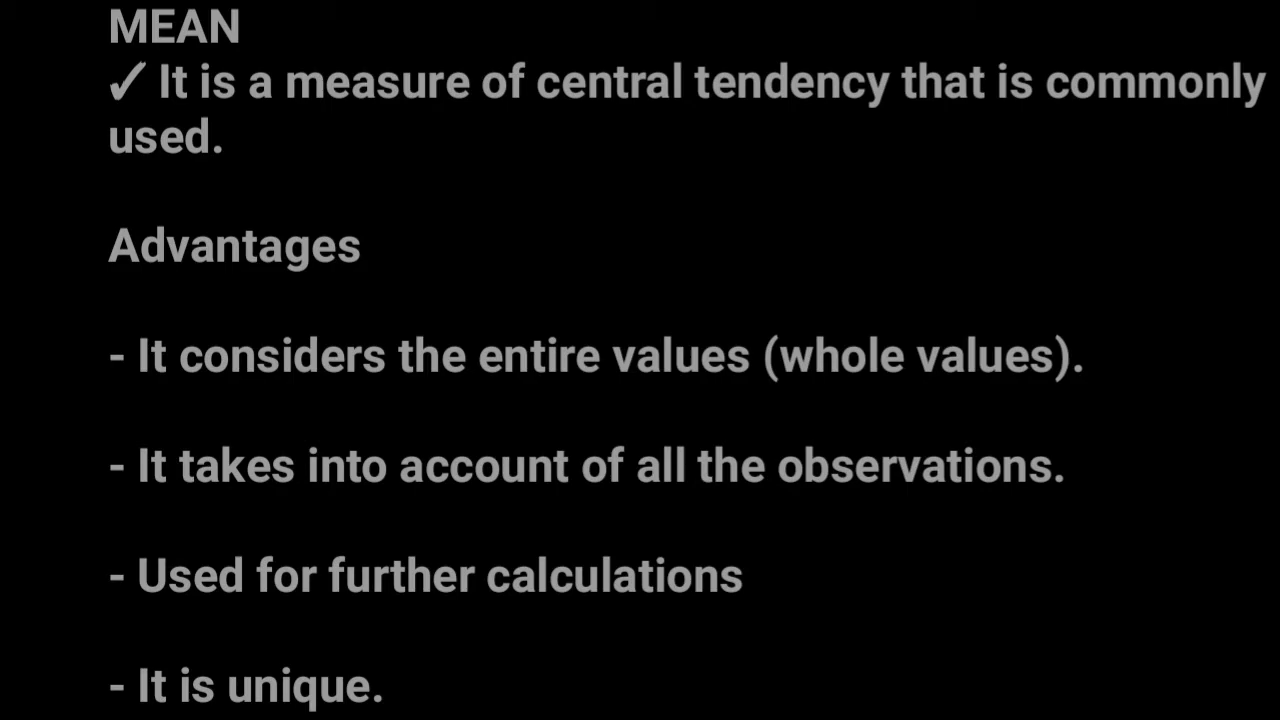 MEAN
✓ It is a measure of central tendency that is commonly
used.
Advantages
- It considers the entire values (whole values).
- It takes into account of all the observations.
- Used for further calculations
- It is unique.